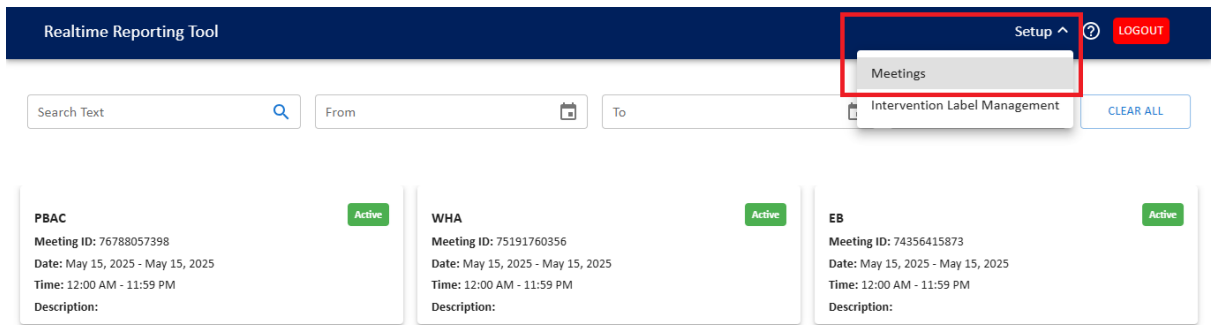 Realtime Reporting Tool
Setup
LOGOUT
Meetings
Intervention Label Management
Search Text
From
To
CLEAR ALL
PBAC
Active
Meeting ID: 76788057398
Date: May 15, 2025 - May 15, 2025
Time: 12:00 AM - 11:59 PM
Description:
WHA
Active
Meeting ID: 75191760356
Date: May 15, 2025 - May 15, 2025
Time: 12:00 AM - 11:59 PM
Description:
EB
Active
Meeting ID: 74356415873
Date: May 15, 2025 - May 15, 2025
Time: 12:00 AM - 11:59 PM
Description: